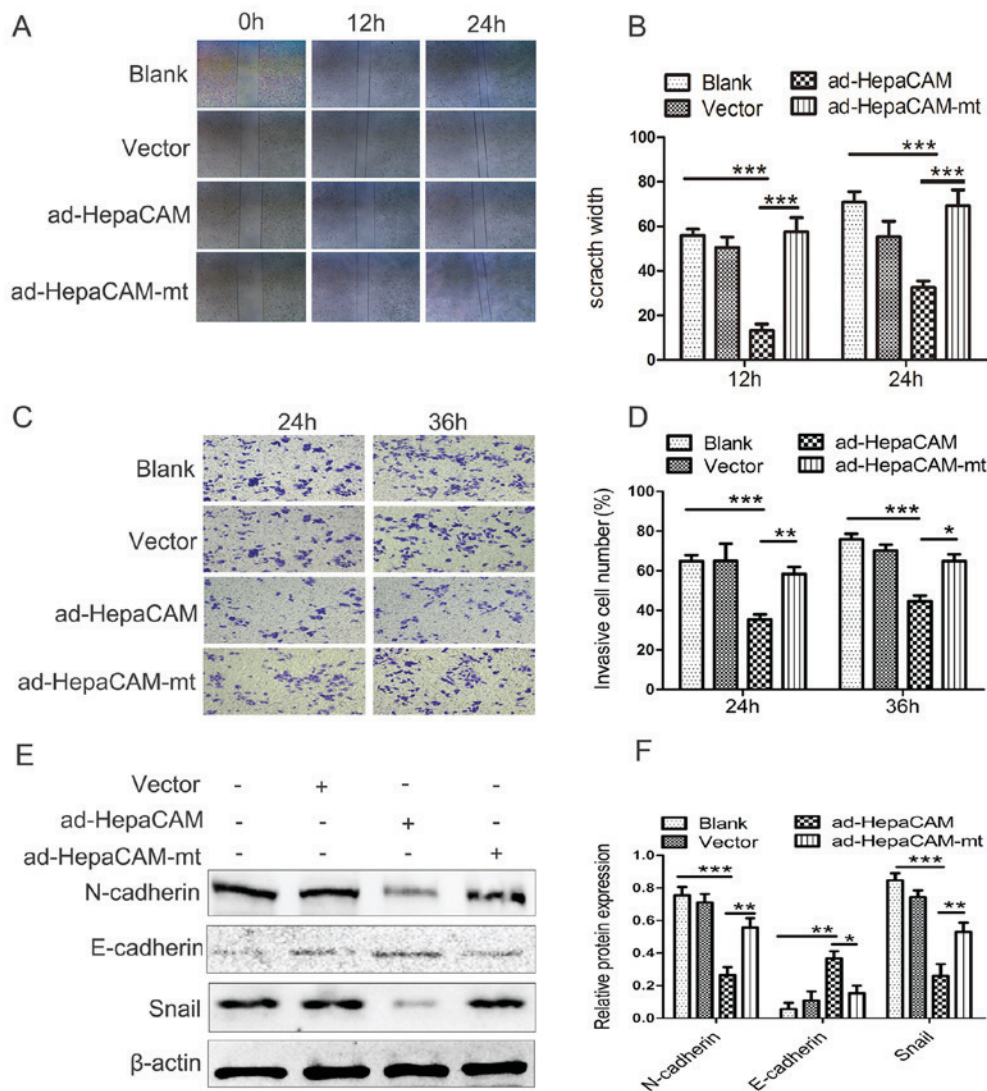 A
0h 12h 24h
Blank
Vector
ad-HepaCAM
ad-HepaCAM-mt
B
Blank ad-HepaCAM
Vector ad-HepaCAM-mt
scracth width
100
80
60
40
20
0
*** ***
*** ***
12h 24h
C
24h 36h
Blank
Vector
ad-HepaCAM
ad-HepaCAM-mt
D
Blank ad-HepaCAM
Vector ad-HepaCAM-mt
Invasive cell number (%)
100
80
60
40
20
0
*** ***
** *
24h 36h
E
Vector - + - -
ad-HepaCAM - - + -
ad-HepaCAM-mt - - - +
N-cadherin
E-cadherin
Snail
β-actin
F
Blank ad-HepaCAM
Vector ad-HepaCAM-mt
Relative protein expression
1.0
0.8
0.6
0.4
0.2
0.0
*** ** ***
** * **
N-cadherin E-cadherin Snail